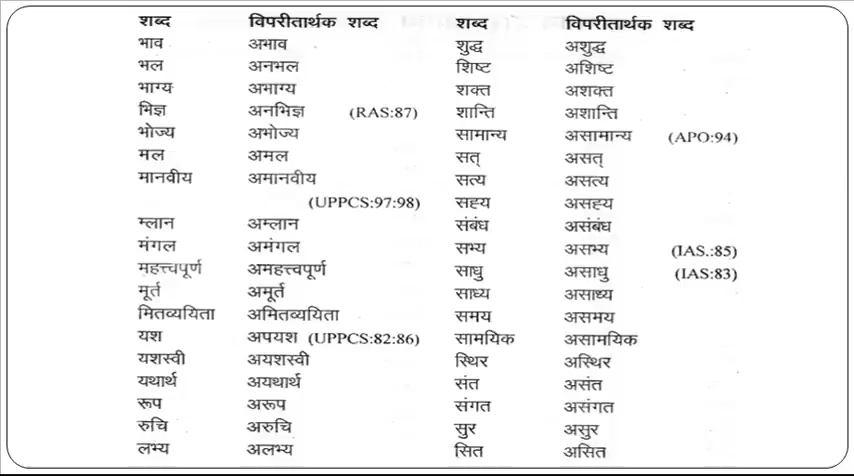 शब्द विपरीतार्थक शब्द शब्द विपरीतार्थक शब्द
भाव अभाव शुद्ध अशुद्ध
भल अनभल शिष्ट अशिष्ट
भाग्य अभाग्य शक्त अशक्त
भिज्ञ अनभिज्ञ (RAS:87) शान्ति अशान्ति
भोज्य अभोज्य सामान्य असामान्य (APO:94)
मल अमल सत् असत्
मानवीय अमानवीय सत्य असत्य
(UPPCS:97:98) सह्य असह्य
म्लान अम्लान संबंध असंबंध
मंगल अमंगल सभ्य असभ्य (IAS.:85)
महत्त्वपूर्ण अमहत्त्वपूर्ण साधु असाधु (IAS:83)
मूर्त अमूर्त साध्य असाध्य
मितव्ययिता अमितव्ययिता समय असमय
यश अपयश (UPPCS:82:86) सामयिक असामयिक
यशस्वी अयशस्वी स्थिर अस्थिर
यथार्थ अयथार्थ संत असंत
रूप अरूप संगत असंगत
रुचि अरुचि सुर असुर
लभ्य अलभ्य सित असित